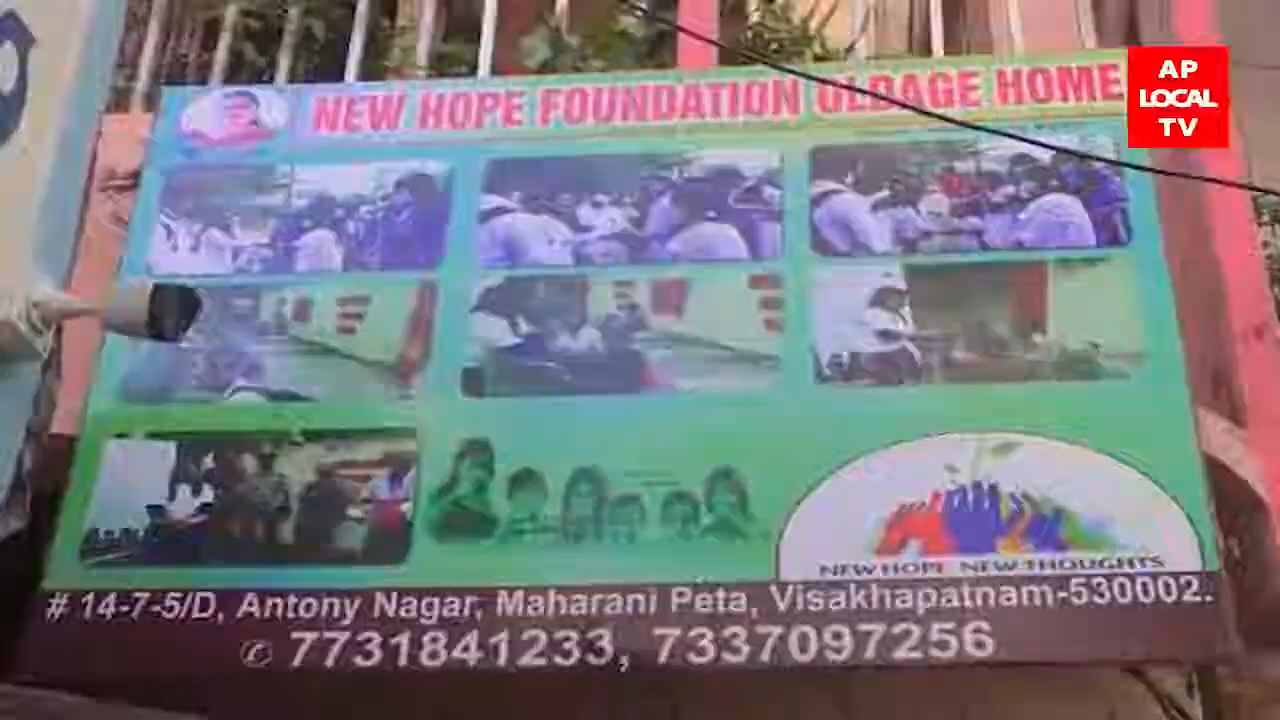 NEW HOPE FOUNDATION OLDAGE HOME
AP
LOCAL
TV
NEW HOPE NEW THOUGHTS
# 14-7-5/D, Antony Nagar, Maharani Peta, Visakhapatnam-530002.
✆ 7731841233, 7337097256